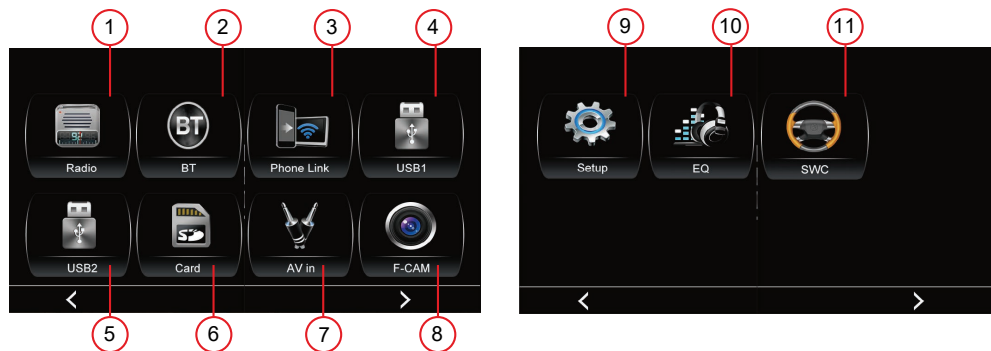 1 2 3 4
9 10 11
BT
Radio BT Phone Link USB1
Setup EQ SWC
SD
USB2 Card AV in F-CAM
5 6 7 8